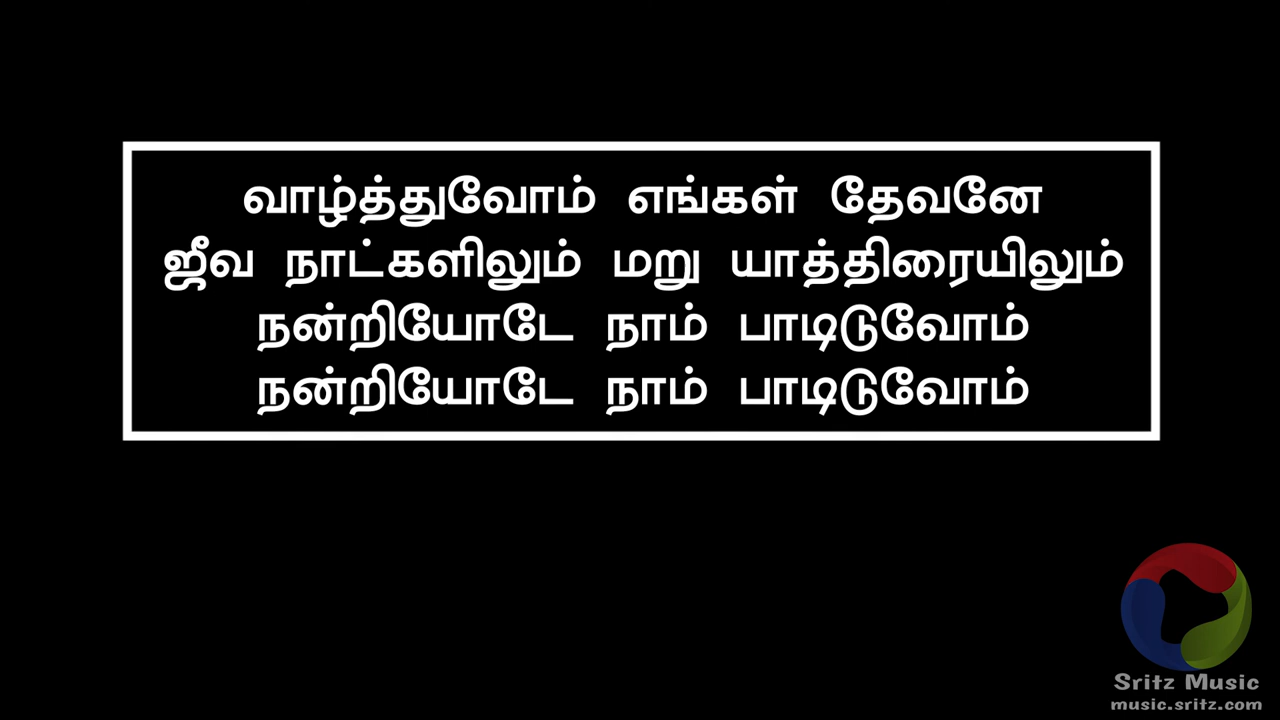 வாழ்த்துவோம் எங்கள் தேவனே
ஜீவ நாட்களிலும் மறு யாத்திரையிலும்
நன்றியோடே நாம் பாடிடுவோம்
நன்றியோடே நாம் பாடிடுவோம்
Sritz Music
music.sritz.com